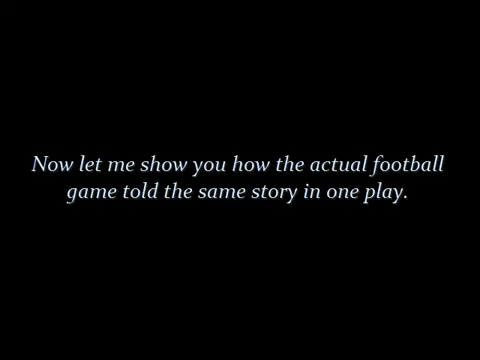 Now let me show you how the actual football
game told the same story in one play.